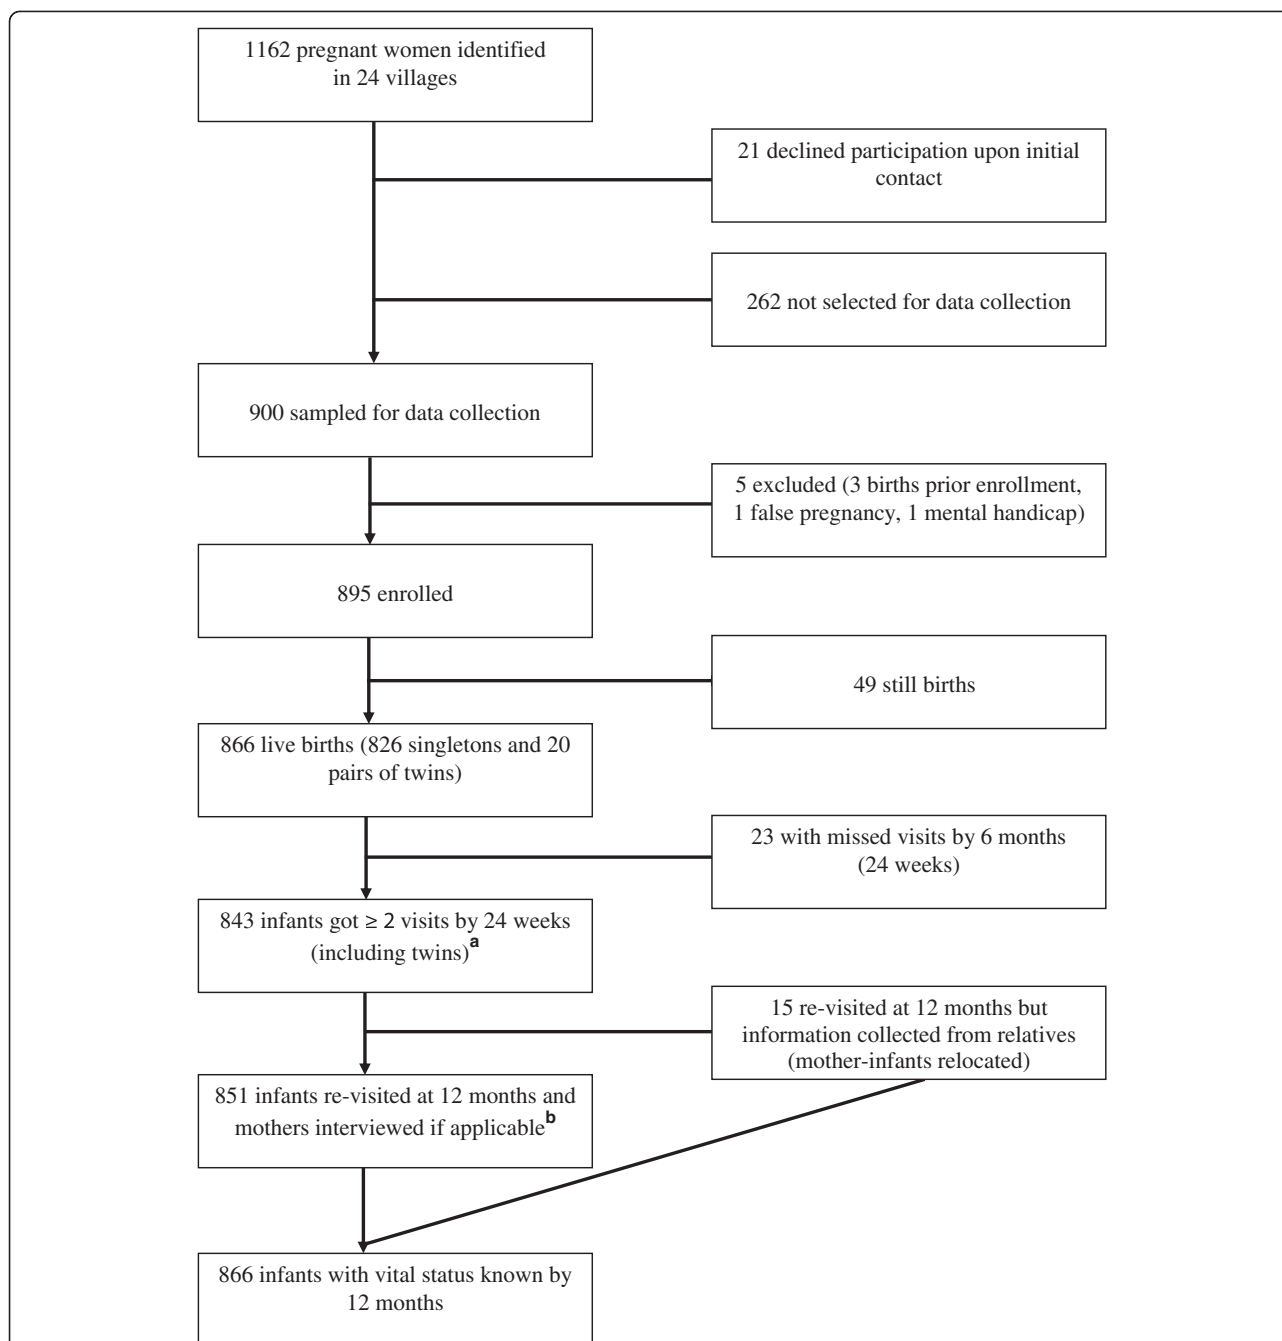 1162 pregnant women identified
in 24 villages
21 declined participation upon initial
contact
262 not selected for data collection
900 sampled for data collection
5 excluded (3 births prior enrollment,
1 false pregnancy, 1 mental handicap)
895 enrolled
49 still births
866 live births (826 singletons and 20
pairs of twins)
23 with missed visits by 6 months
(24 weeks)
843 infants got ≥ 2 visits by 24 weeks
(including twins)a
15 re-visited at 12 months but
information collected from relatives
(mother-infants relocated)
851 infants re-visited at 12 months and
mothers interviewed if applicableb
866 infants with vital status known by
12 months